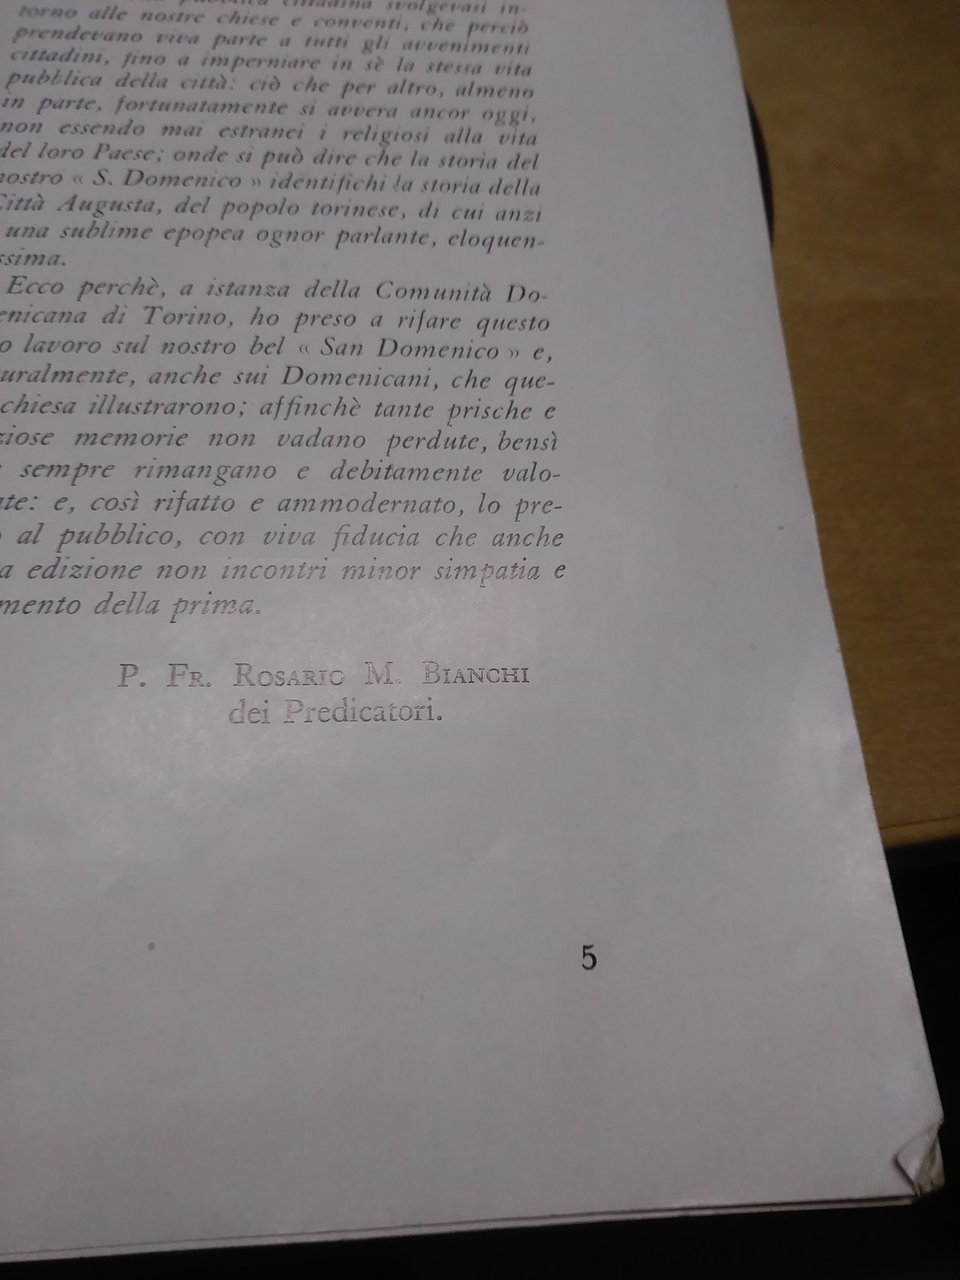 pubblica cittadina svolgevasi in-
torno alle nostre chiese e conventi, che perciò
prendevano viva parte a tutti gli avvenimenti
cittadini, fino a imperniare in sè la stessa vita
pubblica della città: ciò che per altro, almeno
in parte, fortunatamente si avvera ancor oggi,
non essendo mai estranei i religiosi alla vita
del loro Paese; onde si può dire che la storia del
nostro « S. Domenico » identifichi la storia della
Città Augusta, del popolo torinese, di cui anzi
una sublime epopea ognor parlante, eloquen-
ssima.
Ecco perchè, a istanza della Comunità Do-
enicana di Torino, ho preso a rifare questo
o lavoro sul nostro bel « San Domenico » e,
uralmente, anche sui Domenicani, che que-
chiesa illustrarono; affinchè tante prische e
ziose memorie non vadano perdute, bensì
sempre rimangano e debitamente valo-
ate: e, così rifatto e ammodernato, lo pre-
o al pubblico, con viva fiducia che anche
a edizione non incontri minor simpatia e
mento della prima.
P. Fr. Rosario M. Bianchi
dei Predicatori.
5